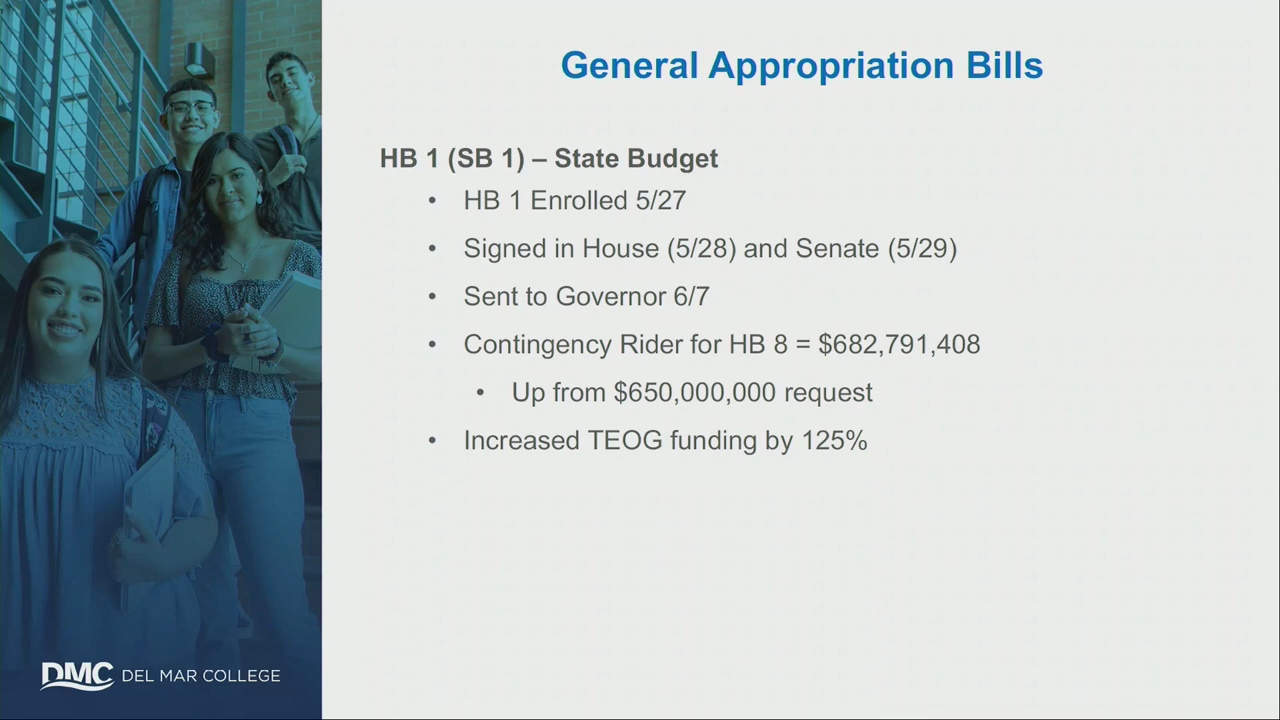 General Appropriation Bills
HB 1 (SB 1) – State Budget
• HB 1 Enrolled 5/27
• Signed in House (5/28) and Senate (5/29)
• Sent to Governor 6/7
• Contingency Rider for HB 8 = $682,791,408
• Up from $650,000,000 request
• Increased TEOG funding by 125%
DMC DEL MAR COLLEGE